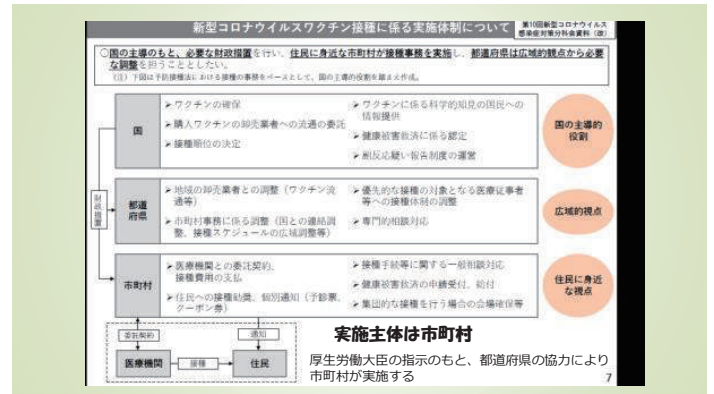 新型コロナウイルスワクチン接種に係る実施体制について
第10回新型コロナウイルス
感染症対策分科会資料（改）
○国の主導のもと、必要な財政措置を行い、住民に身近な市町村が接種事務を実施し、都道府県は広域的観点から必要
な調整を担うこととしたい。
（注）下図は予防接種法における接種の事務をベースとして、国の主導的役割を踏まえ作成。
国
➢ワクチンの確保
➢購入ワクチンの卸売業者への流通の委託
➢接種順位の決定
➢ワクチンに係る科学的知見の国民への
情報提供
➢健康被害救済に係る認定
➢副反応疑い報告制度の運営
国の主導的
役割
財政措置
都道
府県
➢地域の卸売業者との調整（ワクチン流
通等）
➢市町村事務に係る調整（国との連絡調
整、接種スケジュールの広域調整等）
➢優先的な接種の対象となる医療従事者
等への接種体制の調整
➢専門的相談対応
広域的視点
市町村
➢医療機関との委託契約、
接種費用の支払
➢住民への接種勧奨、個別通知（予診票、
クーポン券）
➢接種手続等に関する一般相談対応
➢健康被害救済の申請受付、給付
➢集団的な接種を行う場合の会場確保等
住民に身近
な視点
委託契約
通知
医療機関
接種
住民
実施主体は市町村
厚生労働大臣の指示のもと、都道府県の協力により
市町村が実施する
7